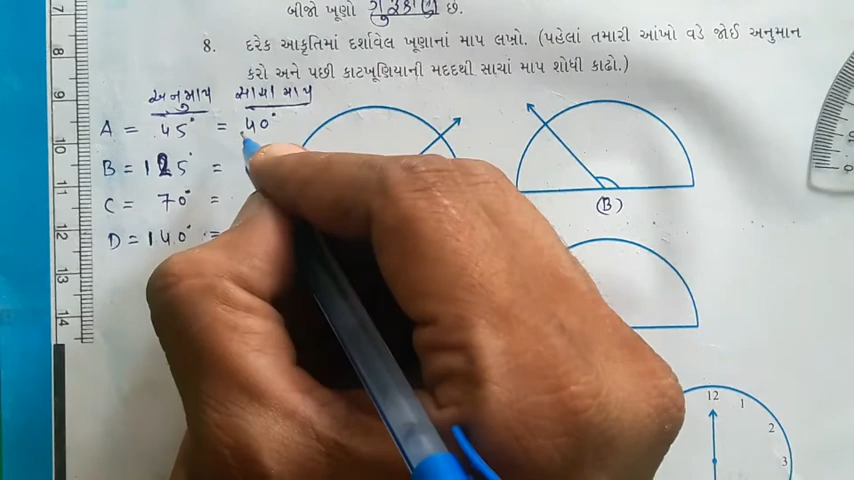 બીજો ખૂણો ગુરુકોણ છે.
8. દરેક આકૃતિમાં દર્શાવેલ ખૂણાનાં માપ લખો. (પહેલાં તમારી આંખો વડે જોઈ અનુમાન
કરો અને પછી કાટખૂણિયાની મદદથી સાચાં માપ શોધી કાઢો.)
અનુમાપ સાચા માપ
A = 45° = 40°
B = 125° =
C = 70° =
D = 140° =
(B)
12
1
2
3
7
8
9
10
11
12
13
14